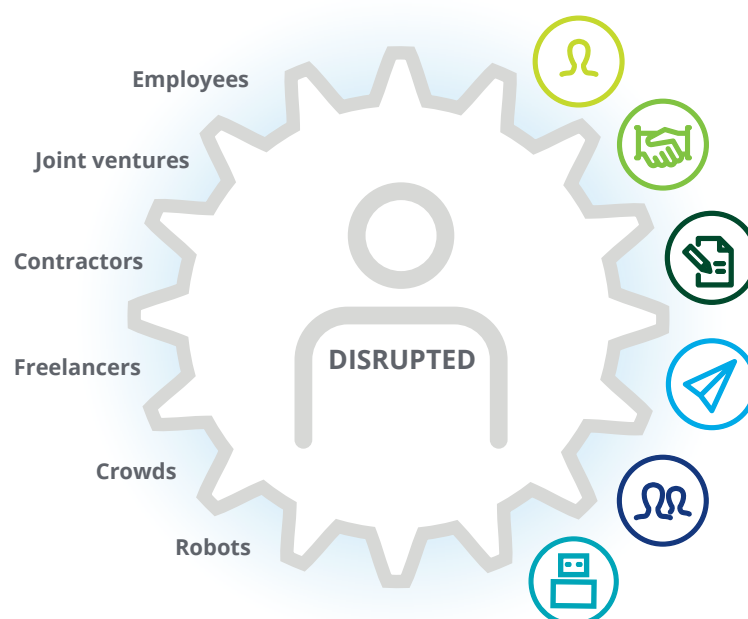 Employees
Joint ventures
Contractors
DISRUPTED
Freelancers
Crowds
Robots